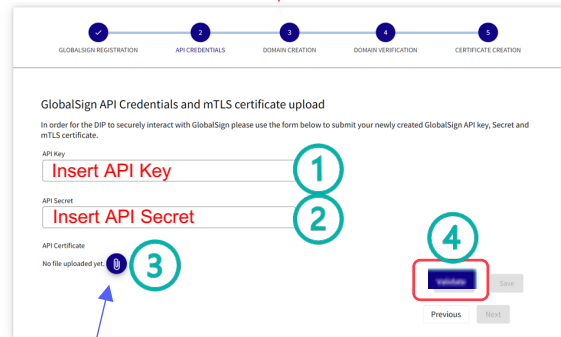 2 3 4 5
GLOBALSIGN REGISTRATION API CREDENTIALS DOMAIN CREATION DOMAIN VERIFICATION CERTIFICATE CREATION
GlobalSign API Credentials and mTLS certificate upload
In order for the DIP to securely interact with GlobalSign please use the form below to submit your newly created GlobalSign API key, Secret and
mTLS certificate.
API Key
Insert API Key 1
API Secret
Insert API Secret 2
API Certificate
No file uploaded yet. 3
4
Validate Save
Previous Next